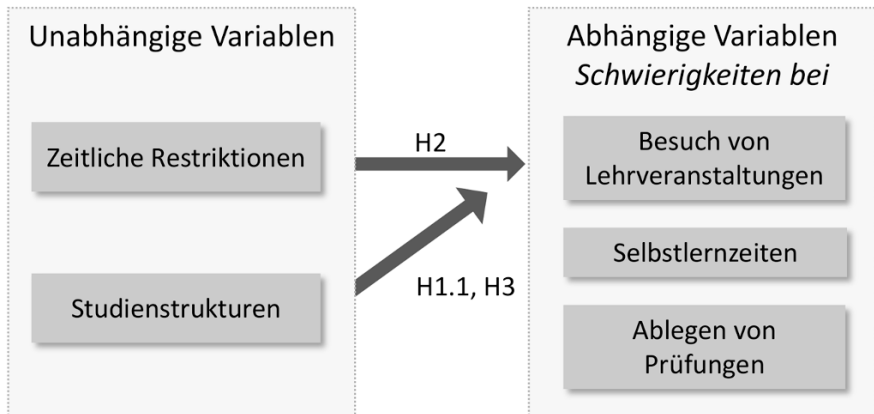 Unabhängige Variablen
Zeitliche Restriktionen
Studienstrukturen
H2
H1.1, H3
Abhängige Variablen
Schwierigkeiten bei
Besuch von
Lehrveranstaltungen
Selbstlernzeiten
Ablegen von
Prüfungen